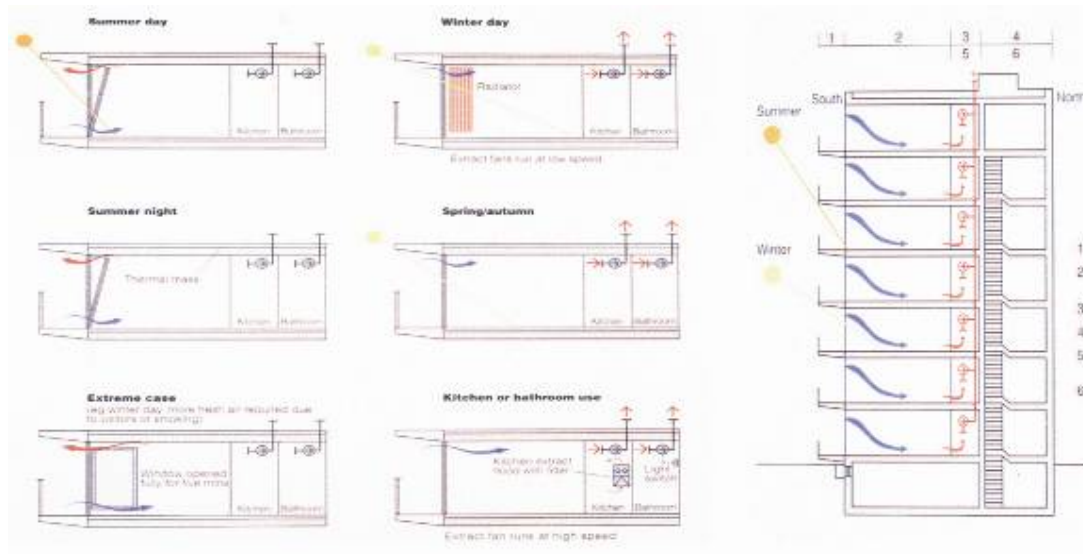 Summer day
Kitchen Bathroom
Winter day
Radiator
Kitchen Bathroom
Extract fans run at low speed
Summer night
Thermal mass
Kitchen Bathroom
Spring/autumn
Kitchen Bathroom
Extreme case
(eg winter day, more fresh air required due
to visitors or smoking)
Window opened
fully for five mins
Kitchen or bathroom use
Kitchen extract
hood with filter
Light
switch
Kitchen Bathroom
Extract fan runs at high speed
1 2 3 4
5 6
South
North
Summer
Winter
1
2
3
4
5
6